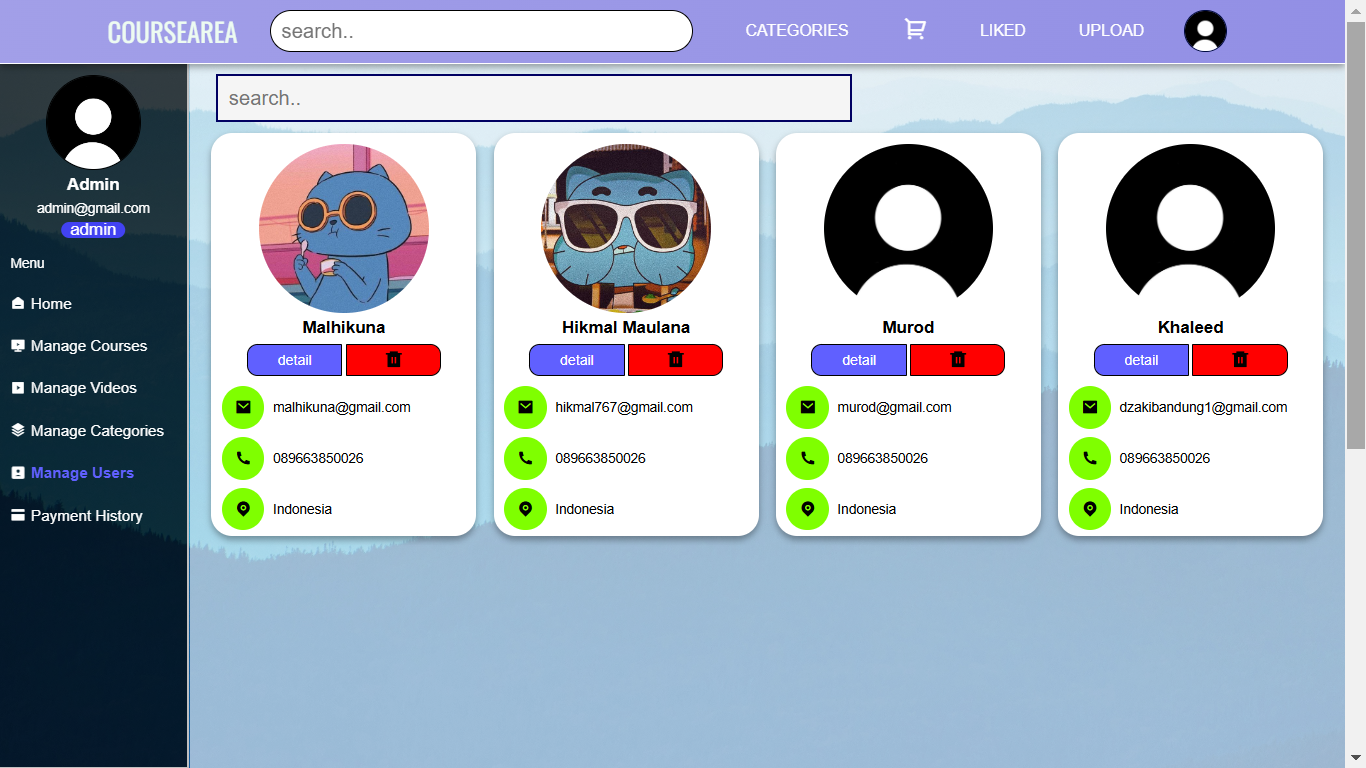 COURSEAREA search.. CATEGORIES LIKED UPLOAD
Admin
admin@gmail.com
admin
Menu
Home
Manage Courses
Manage Videos
Manage Categories
Manage Users
Payment History
search..
Malhikuna
detail
malhikuna@gmail.com
089663850026
Indonesia
Hikmal Maulana
detail
hikmal767@gmail.com
089663850026
Indonesia
Murod
detail
murod@gmail.com
089663850026
Indonesia
Khaleed
detail
dzakibandung1@gmail.com
089663850026
Indonesia